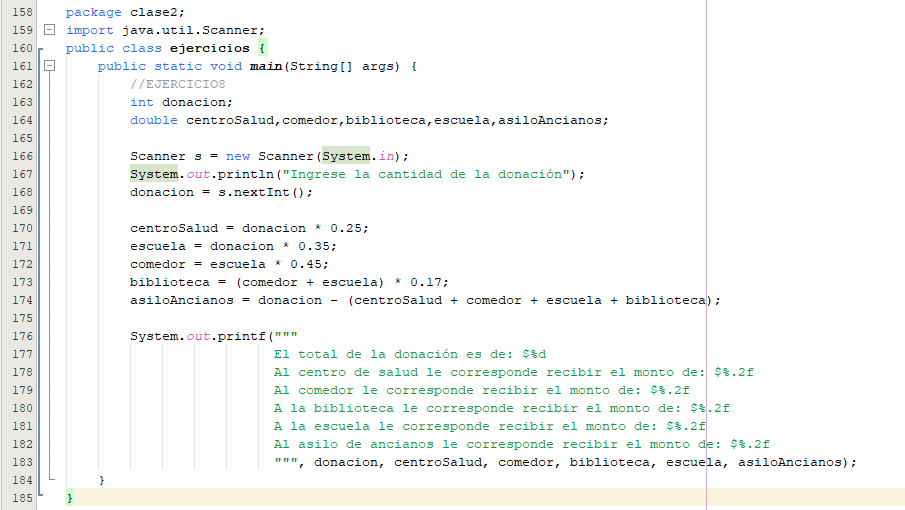 158 package clase2;
159 import java.util.Scanner;
160 public class ejercicios {
161     public static void main(String[] args) {
162         //EJERCICIO8
163         int donacion;
164         double centroSalud,comedor,biblioteca,escuela,asiloAncianos;
165
166         Scanner s = new Scanner(System.in);
167         System.out.println("Ingrese la cantidad de la donación");
168         donacion = s.nextInt();
169
170         centroSalud = donacion * 0.25;
171         escuela = donacion * 0.35;
172         comedor = escuela * 0.45;
173         biblioteca = (comedor + escuela) * 0.17;
174         asiloAncianos = donacion - (centroSalud + comedor + escuela + biblioteca);
175
176         System.out.printf("""
177                           El total de la donación es de: $%d
178                           Al centro de salud le corresponde recibir el monto de: $%.2f
179                           Al comedor le corresponde recibir el monto de: $%.2f
180                           A la biblioteca le corresponde recibir el monto de: $%.2f
181                           A la escuela le corresponde recibir el monto de: $%.2f
182                           Al asilo de ancianos le corresponde recibir el monto de: $%.2f
183                           """, donacion, centroSalud, comedor, biblioteca, escuela, asiloAncianos);
184     }
185 }